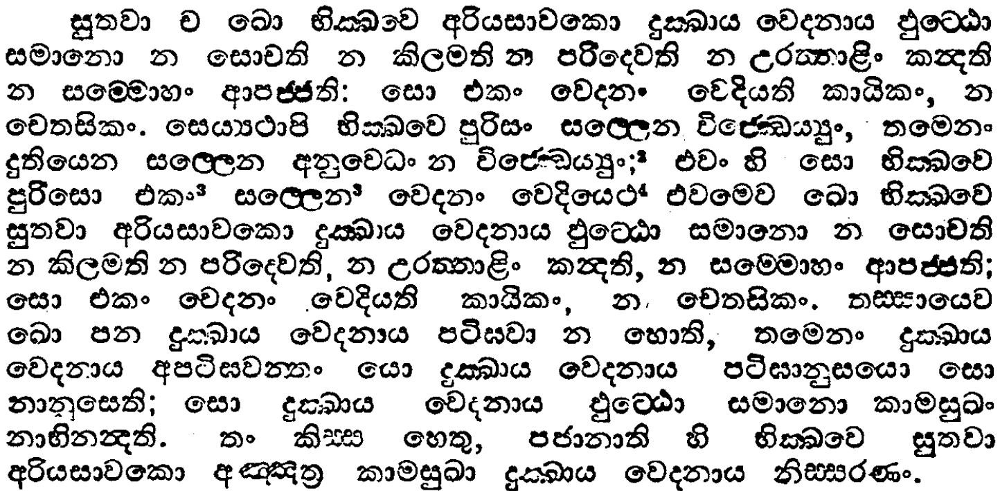 සුතවා ච ඛො භික්ඛවෙ අරියසාවකො දුක්ඛාය වෙදනාය ඵුට්ඨො
සමානො න සොචති න කිලමති න පරිදෙවති න උරත්තාළිං කන්දති
න සම්මොහං ආපජ්ජති: සො එකං වෙදනං වෙදියති කායිකං, න
චෙතසිකං. සෙය්‍යථාපි භික්ඛවෙ පුරිසං සල්ලෙන විජ්ඣෙය්‍යුං, තමෙනං
දුතියෙන සල්ලෙන අනුවෙධං න විජ්ඣෙය්‍යුං;² එවං හි සො භික්ඛවෙ
පුරිසො එකං³ සල්ලෙන³ වෙදනං වෙදියෙථ⁴ එවමෙව ඛො භික්ඛවෙ
සුතවා අරියසාවකො දුක්ඛාය වෙදනාය ඵුට්ඨො සමානො න සොචති
න කිලමති න පරිදෙවති, න උරත්තාළිං කන්දති, න සම්මොහං ආපජ්ජති;
සො එකං වෙදනං වෙදියති කායිකං, න චෙතසිකං. තස්සායෙව
ඛො පන දුක්ඛාය වෙදනාය පටිඝවා න හොති, තමෙනං දුක්ඛාය
වෙදනාය අපටිඝවන්තං යො දුක්ඛාය වෙදනාය පටිඝානුසයො සො
නානුසෙති; සො දුක්ඛාය වෙදනාය ඵුට්ඨො සමානො කාමසුඛං
නාභිනන්දති. තං කිස්ස හෙතු, පජානාති හි භික්ඛවෙ සුතවා
අරියසාවකො අඤ්ඤත්‍ර කාමසුඛා දුක්ඛාය වෙදනාය නිස්සරණං.